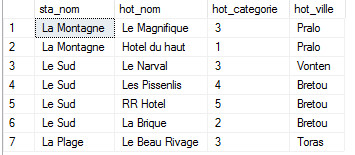 sta_nom hot_nom hot_categorie hot_ville
1 La Montagne Le Magnifique 3 Pralo
2 La Montagne Hotel du haut 1 Pralo
3 Le Sud Le Narval 3 Vonten
4 Le Sud Les Pissenlis 4 Bretou
5 Le Sud RR Hotel 5 Bretou
6 Le Sud La Brique 2 Bretou
7 La Plage Le Beau Rivage 3 Toras